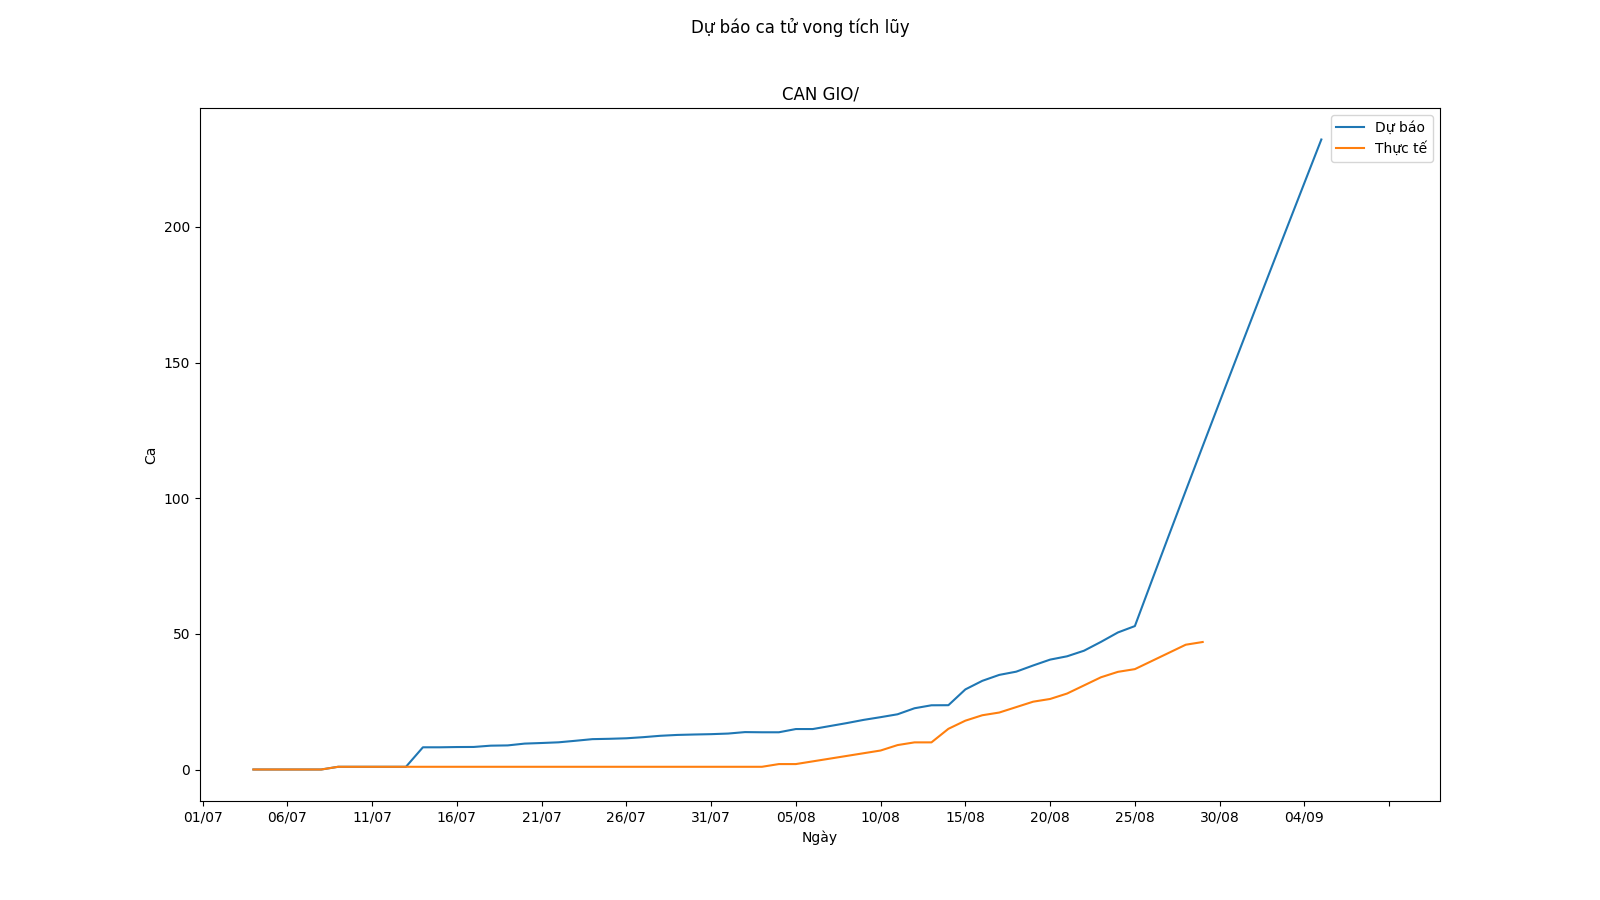 Dự báo ca tử vong tích lũy
CAN GIO/
Dự báo
Thực tế
200
150
100
50
0
Ca
01/07 06/07 11/07 16/07 21/07 26/07 31/07 05/08 10/08 15/08 20/08 25/08 30/08 04/09
Ngày